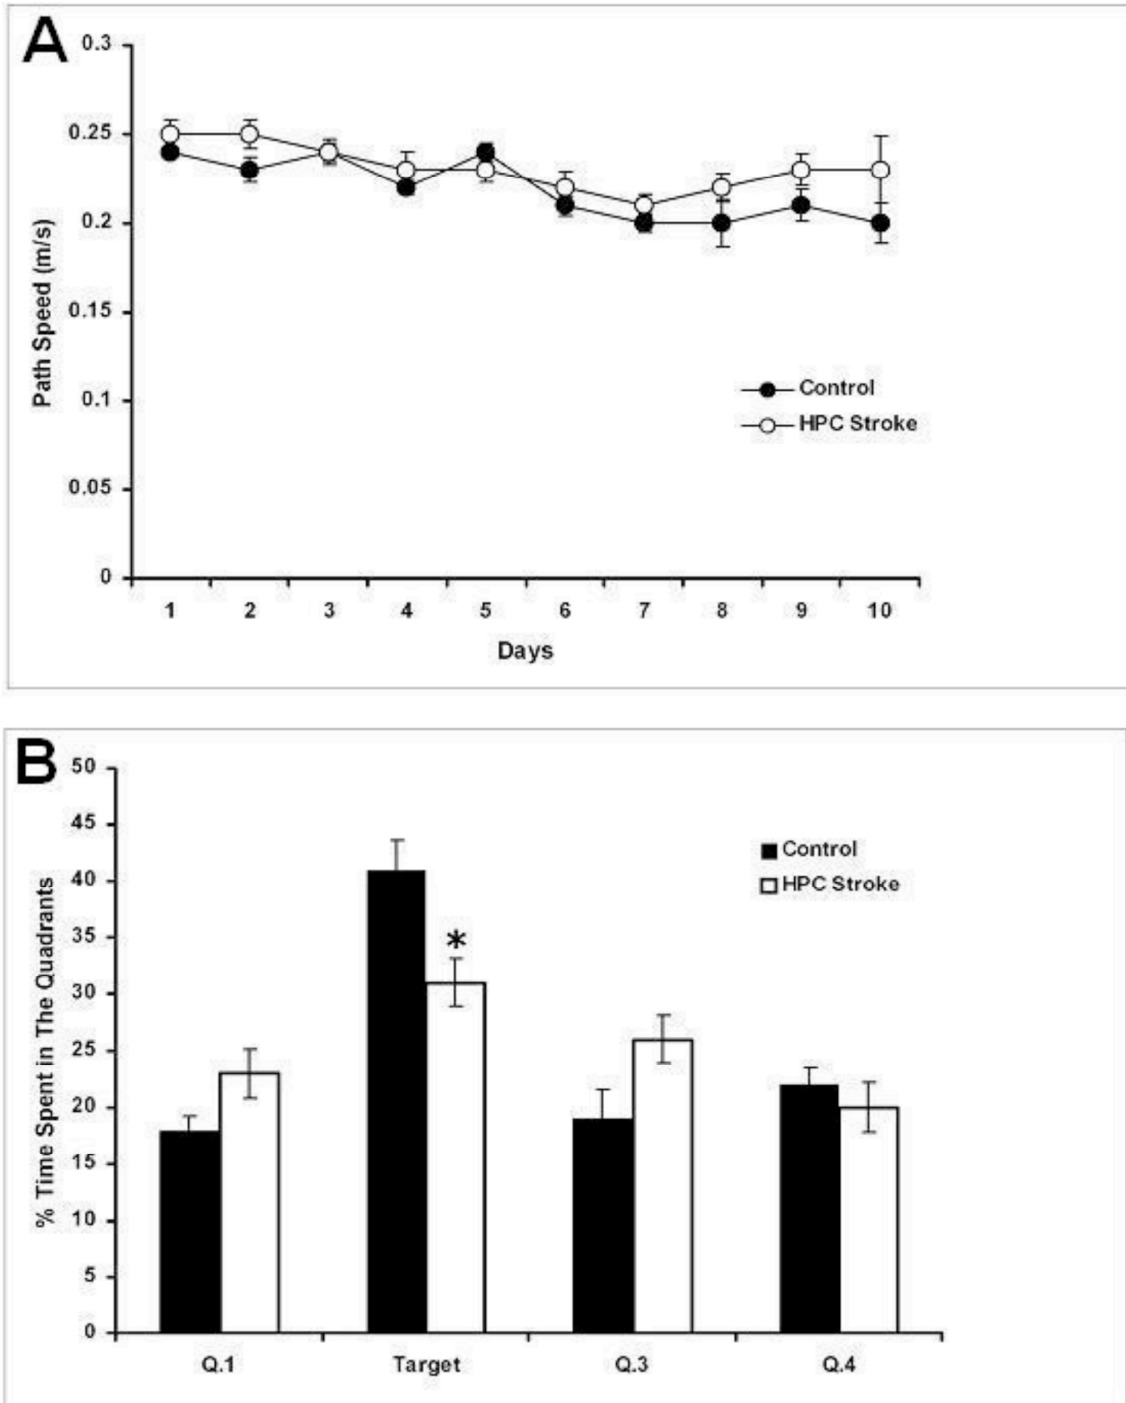 A
0.3
0.25
0.2
0.15
0.1
0.05
0
Path Speed (m/s)
Control
HPC Stroke
1 2 3 4 5 6 7 8 9 10
Days
B
50
45
40
35
30
25
20
15
10
5
0
% Time Spent in The Quadrants
Control
HPC Stroke
*
Q.1 Target Q.3 Q.4